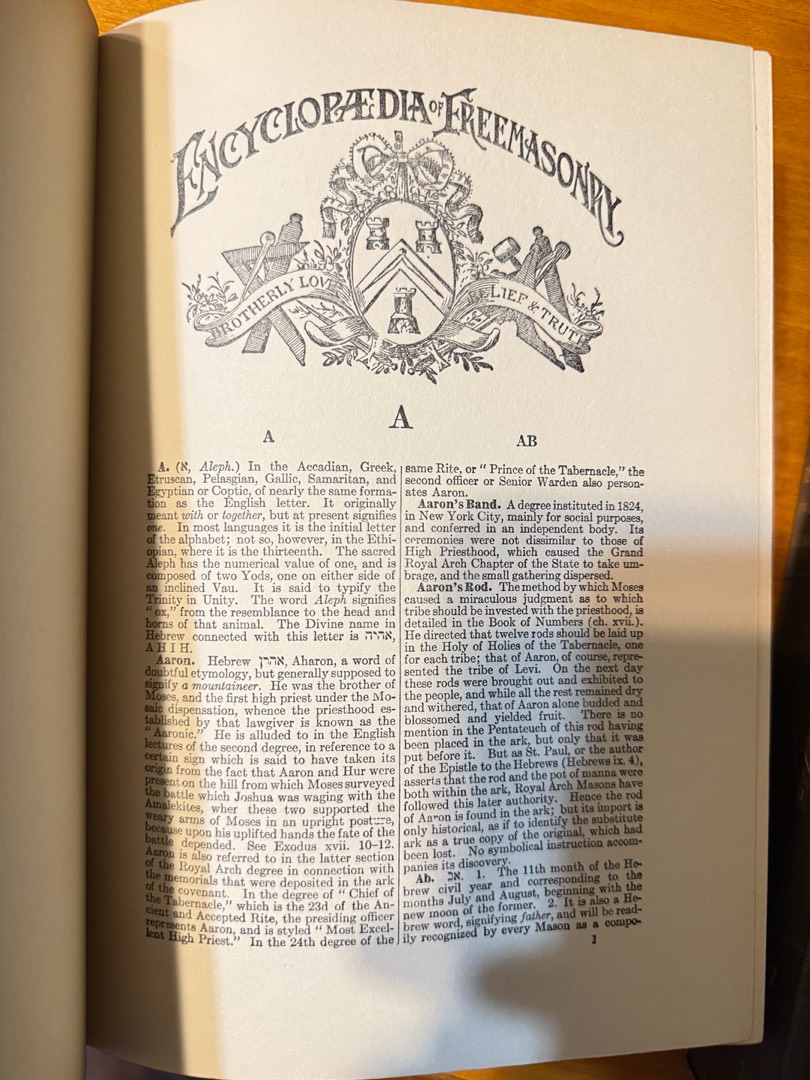 ENCYCLOPÆDIA OF FREEMASONRY
BROTHERLY LOVE
RELIEF & TRUTH
A
A
AB
A. (א, Aleph.) In the Accadian, Greek,
Etruscan, Pelasgian, Gallic, Samaritan, and
Egyptian or Coptic, of nearly the same forma-
tion as the English letter. It originally
meant with or together, but at present signifies
one. In most languages it is the initial letter
of the alphabet; not so, however, in the Ethi-
opian, where it is the thirteenth. The sacred
Aleph has the numerical value of one, and is
composed of two Yods, one on either side of
an inclined Vau. It is said to typify the
Trinity in Unity. The word Aleph signifies
"ox," from the resemblance to the head and
horns of that animal. The Divine name in
Hebrew connected with this letter is אהיה,
A H I H.
Aaron. Hebrew אהרן, Aharon, a word of
doubtful etymology, but generally supposed to
signify a mountaineer. He was the brother of
Moses, and the first high priest under the Mo-
saic dispensation, whence the priesthood es-
tablished by that lawgiver is known as the
"Aaronic." He is alluded to in the English
lectures of the second degree, in reference to a
certain sign which is said to have taken its
origin from the fact that Aaron and Hur were
present on the hill from which Moses surveyed
the battle which Joshua was waging with the
Amalekites, wher these two supported the
weary arms of Moses in an upright posture,
because upon his uplifted hands the fate of the
battle depended. See Exodus xvii. 10-12.
Aaron is also referred to in the latter section
of the Royal Arch degree in connection with
the memorials that were deposited in the ark
of the covenant. In the degree of "Chief of
the Tabernacle," which is the 23d of the An-
cient and Accepted Rite, the presiding officer
represents Aaron, and is styled "Most Excel-
lent High Priest." In the 24th degree of the
same Rite, or "Prince of the Tabernacle," the
second officer or Senior Warden also person-
ates Aaron.
Aaron's Band. A degree instituted in 1824,
in New York City, mainly for social purposes,
and conferred in an independent body. Its
ceremonies were not dissimilar to those of
High Priesthood, which caused the Grand
Royal Arch Chapter of the State to take um-
brage, and the small gathering dispersed.
Aaron's Rod. The method by which Moses
caused a miraculous judgment as to which
tribe should be invested with the priesthood, is
detailed in the Book of Numbers (ch. xvii.).
He directed that twelve rods should be laid up
in the Holy of Holies of the Tabernacle, one
for each tribe; that of Aaron, of course, repre-
sented the tribe of Levi. On the next day
these rods were brought out and exhibited to
the people, and while all the rest remained dry
and withered, that of Aaron alone budded and
blossomed and yielded fruit. There is no
mention in the Pentateuch of this rod having
been placed in the ark, but only that it was
put before it. But as St. Paul, or the author
of the Epistle to the Hebrews (Hebrews ix. 4),
asserts that the rod and the pot of manna were
both within the ark, Royal Arch Masons have
followed this later authority. Hence the rod
of Aaron is found in the ark; but its import is
only historical, as if to identify the substitute
ark as a true copy of the original, which had
been lost. No symbolical instruction accom-
panies its discovery.
Ab. אב. 1. The 11th month of the He-
brew civil year and corresponding to the
months July and August, beginning with the
new moon of the former. 2. It is also a He-
brew word, signifying father, and will be read-
ily recognized by every Mason as a compo-
1